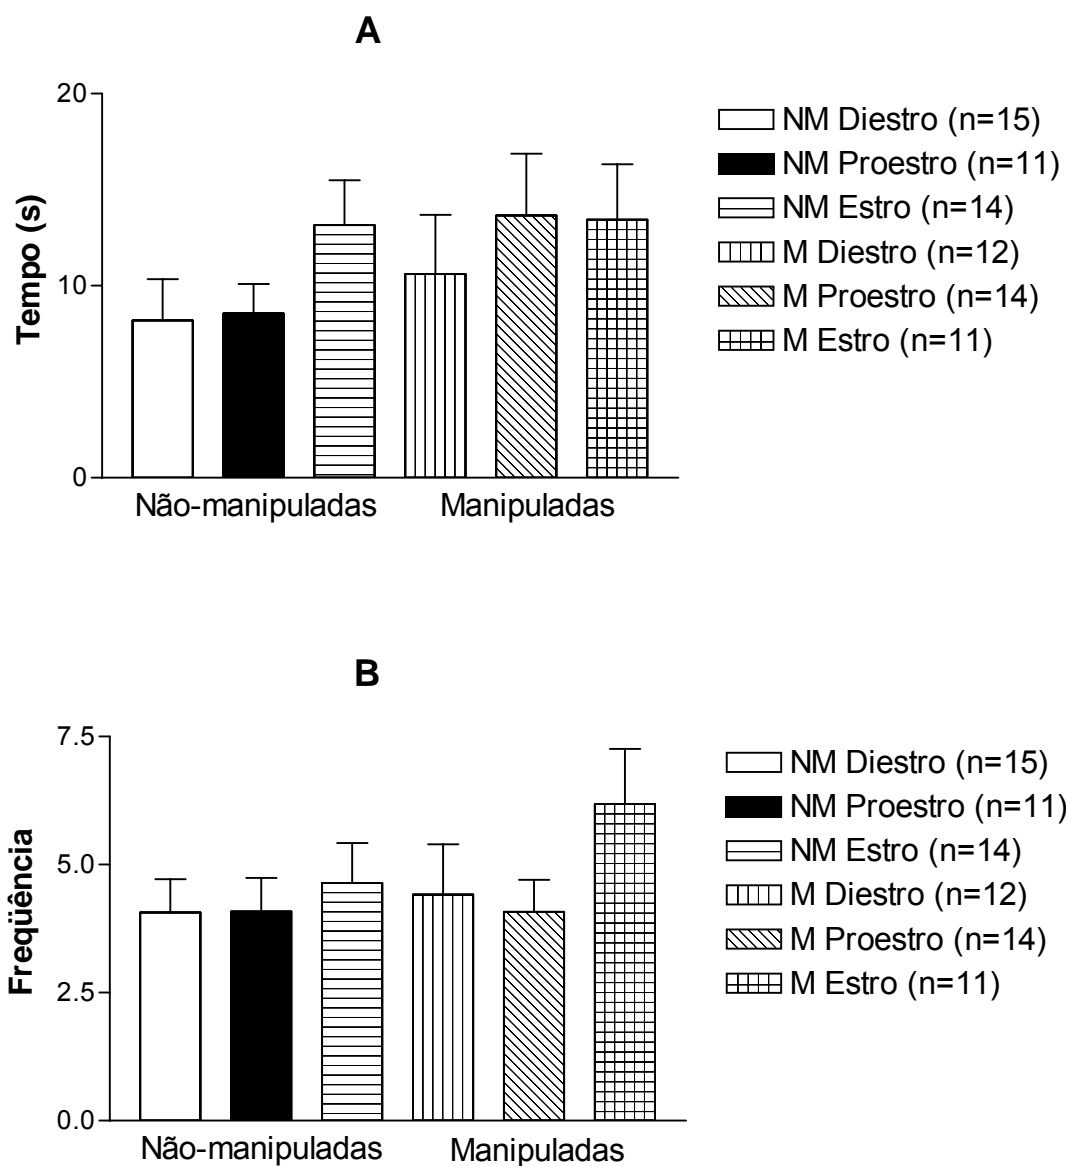 A
Tempo (s)
20
10
0
Não-manipuladas
Manipuladas
NM Diestro (n=15)
NM Proestro (n=11)
NM Estro (n=14)
M Diestro (n=12)
M Proestro (n=14)
M Estro (n=11)
B
Freqüência
7.5
5.0
2.5
0.0
Não-manipuladas
Manipuladas
NM Diestro (n=15)
NM Proestro (n=11)
NM Estro (n=14)
M Diestro (n=12)
M Proestro (n=14)
M Estro (n=11)